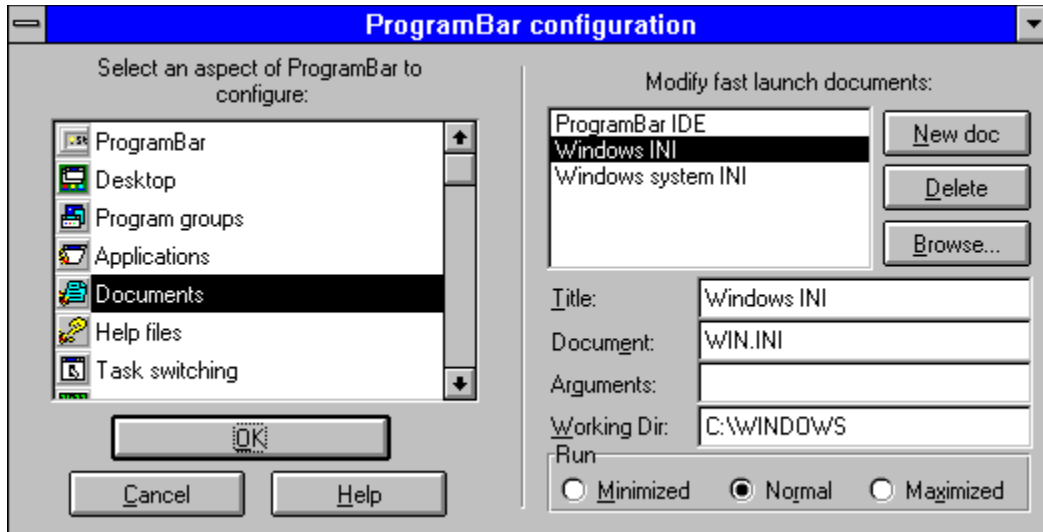 ProgramBar configuration
Select an aspect of ProgramBar to
configure:
ProgramBar
Desktop
Program groups
Applications
Documents
Help files
Task switching
OK
Cancel
Help
Modify fast launch documents:
ProgramBar IDE
Windows INI
Windows system INI
New doc
Delete
Browse...
Title: Windows INI
Document: WIN.INI
Arguments:
Working Dir: C:\WINDOWS
Run
Minimized Normal Maximized